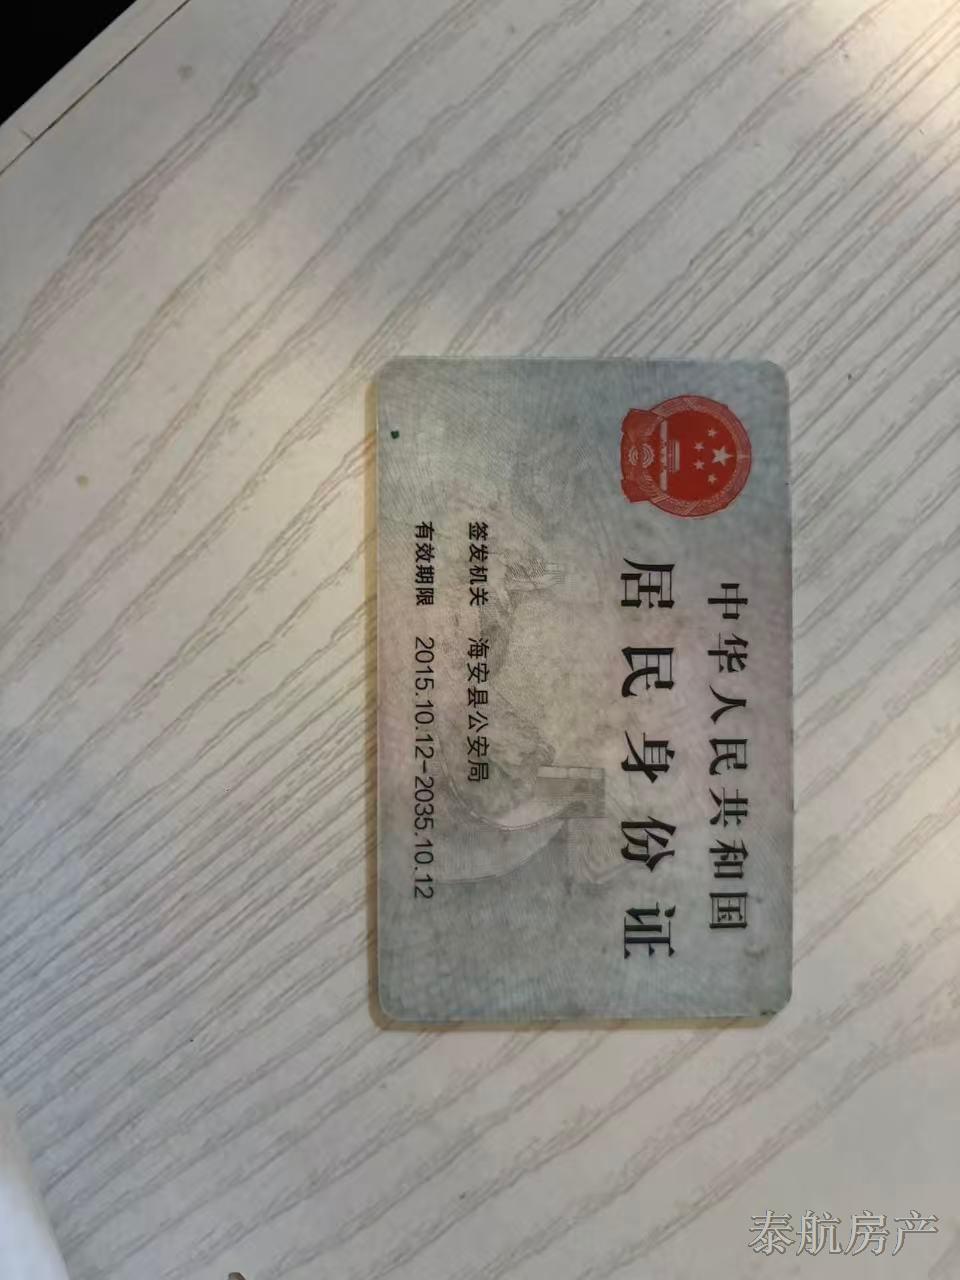 中华人民共和国
居民身份证
签发机关 海安县公安局
有效期限 2015.10.12-2035.10.12
泰航房产